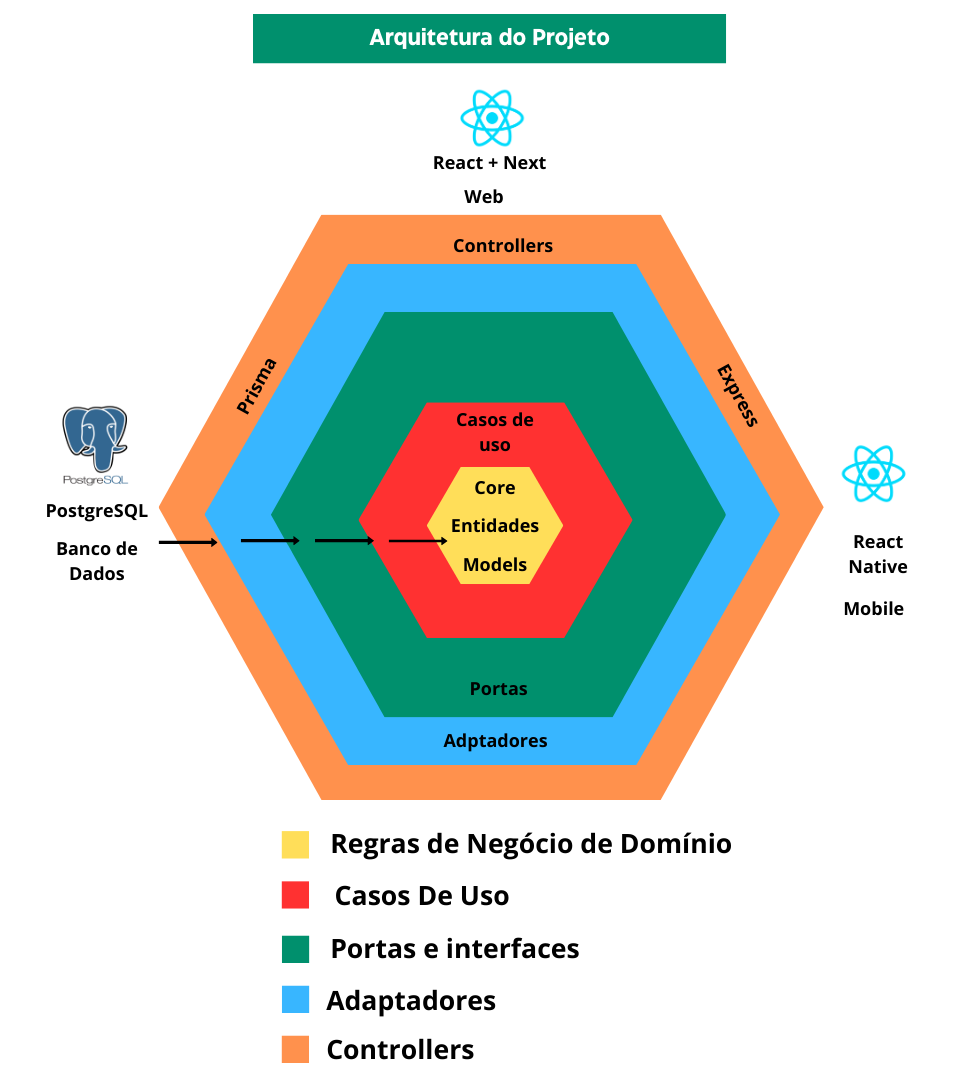 Arquitetura do Projeto
React + Next
Web
Controllers
Prisma
Express
PostgreSQL
PostgreSQL
Banco de
Dados
Casos de
uso
Core
Entidades
Models
React
Native
Mobile
Portas
Adptadores
Regras de Negócio de Domínio
Casos De Uso
Portas e interfaces
Adaptadores
Controllers